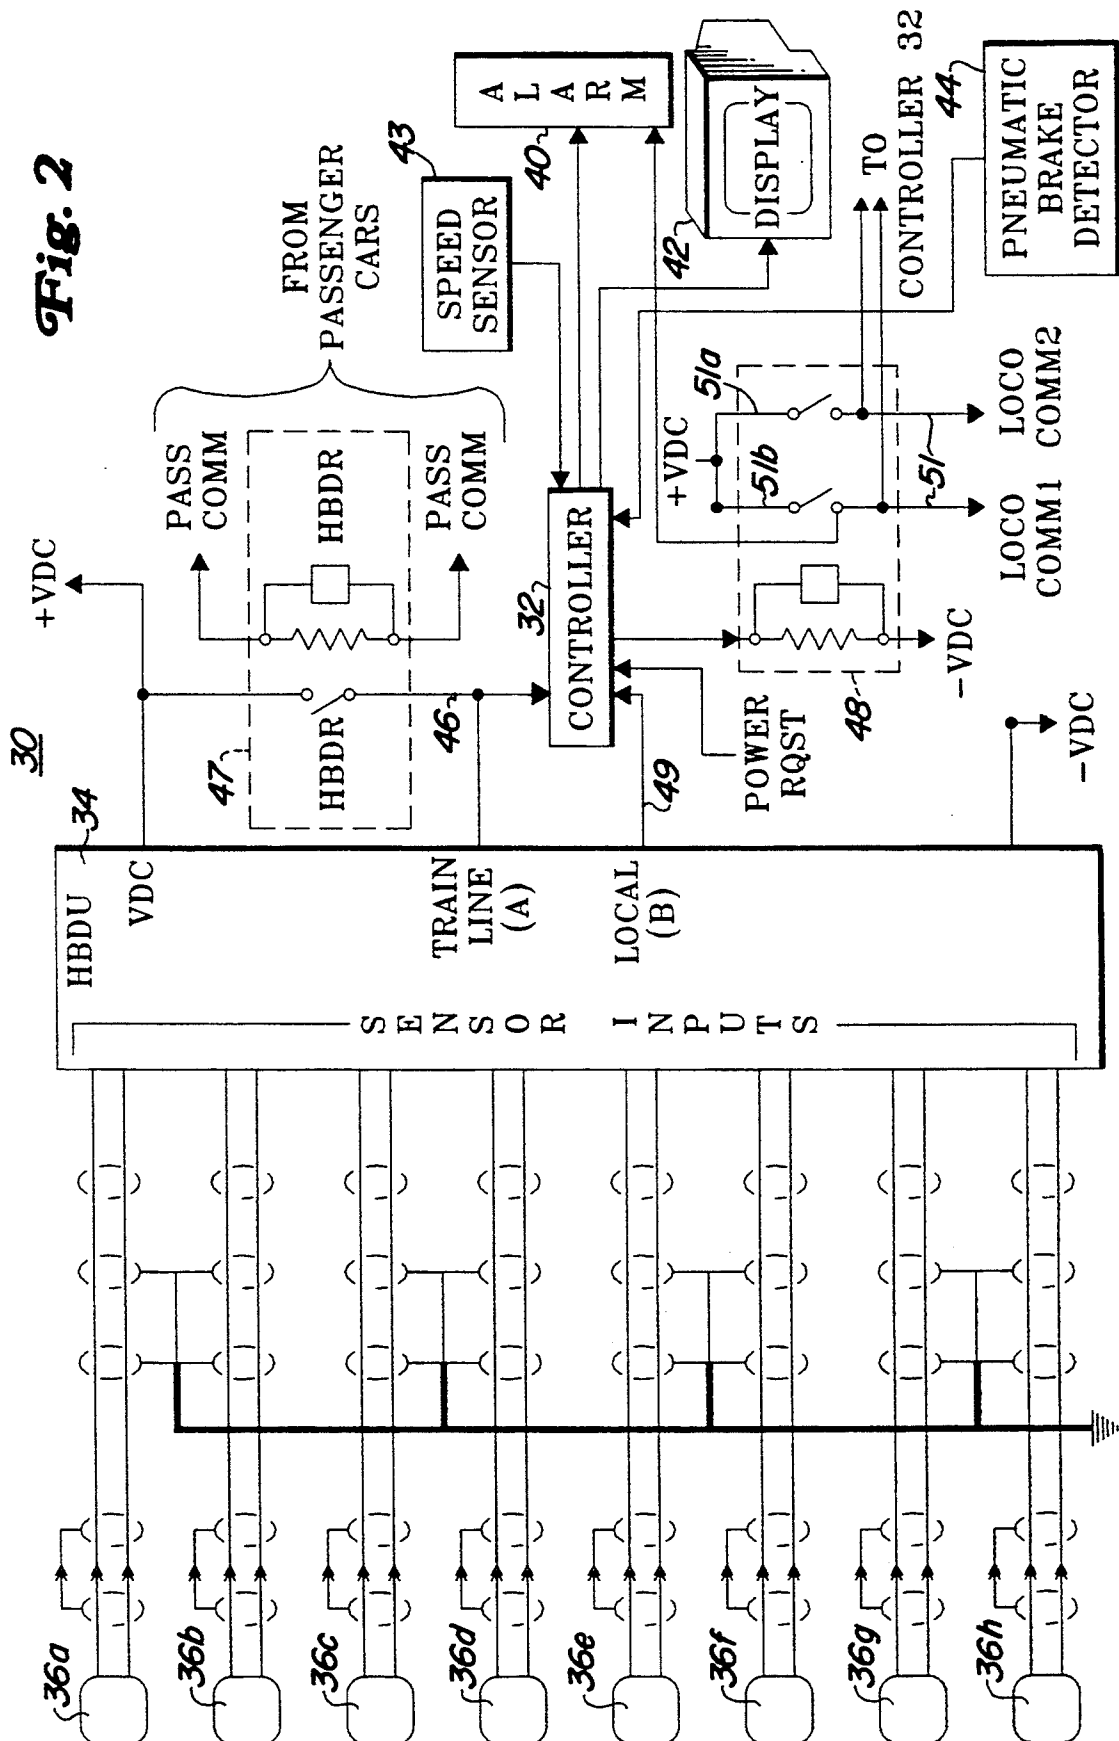 Fig. 2
30
+VDC
47
HBDR
HBDR
PASS
COMM
PASS
COMM
FROM
PASSENGER
CARS
46
SPEED
SENSOR
43
ALARM
40
CONTROLLER
32
DISPLAY
42
POWER
RQST
49
48
-VDC
+VDC
51a
51b
51
LOCO
COMM1
LOCO
COMM2
TO
CONTROLLER 32
PNEUMATIC
BRAKE
DETECTOR
44
-VDC
HBDU
34
VDC
TRAIN
LINE
(A)
LOCAL
(B)
SENSOR INPUTS
36a
36b
36c
36d
36e
36f
36g
36h